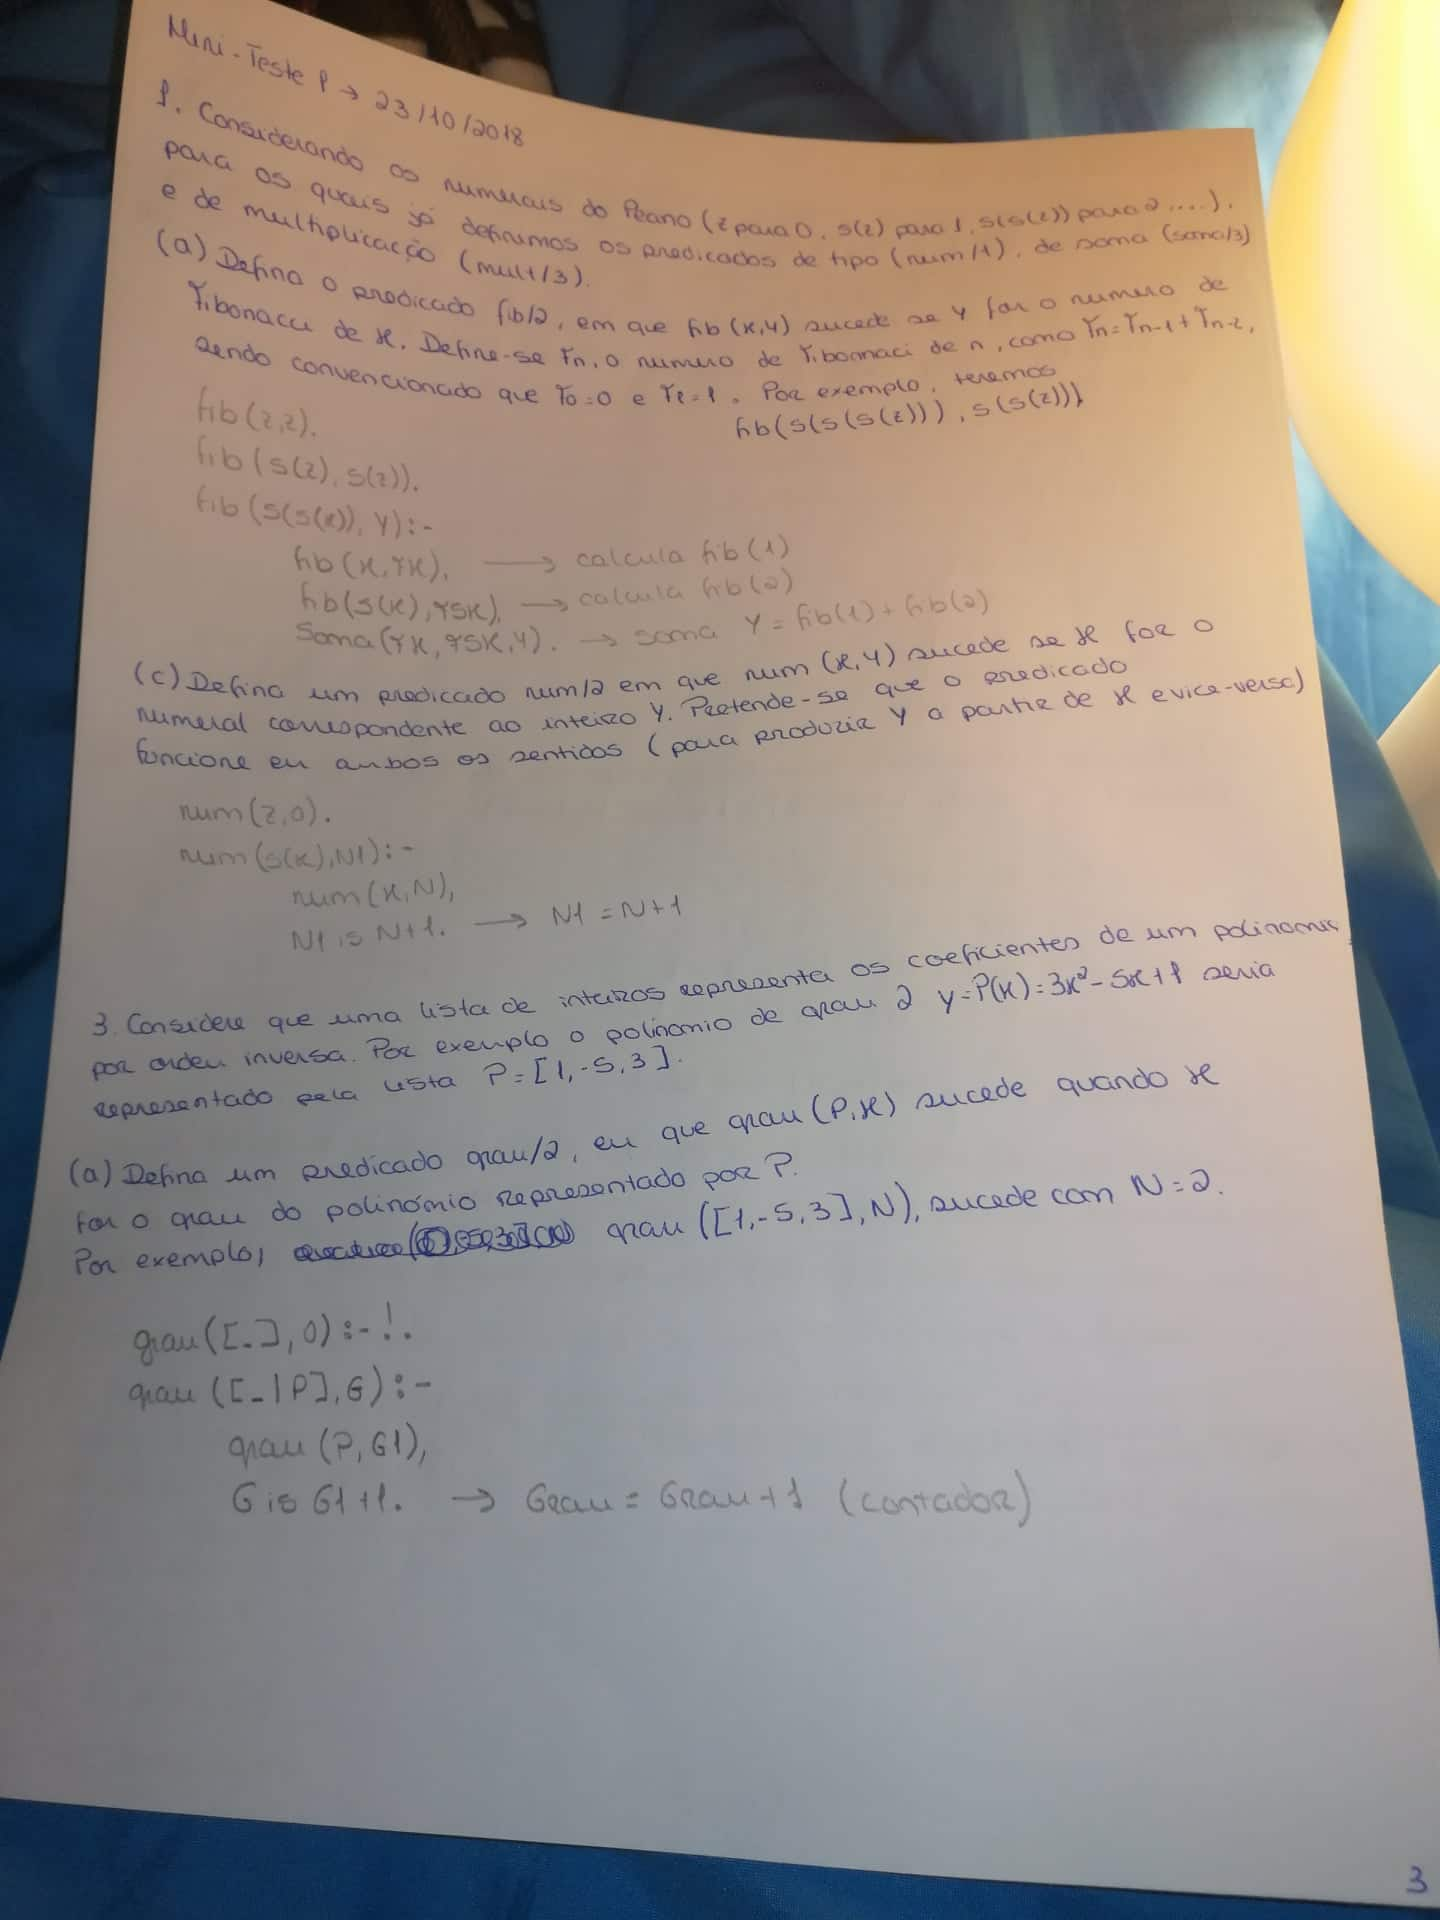 Mini-Teste 1 → 23/10/2018
1. Considerando os numerais do Peano (z para 0, s(z) para 1, s(s(z)) para 2 ....),
para os quais já definimos os predicados de tipo (num/1), de soma (soma/3)
e de multiplicação (mult/3).
(a) Defina o predicado fib/2, em que fib(x,y) sucede se y for o numero de
Fibonacci de x. Define-se Fn, o numero de Fibonnaci de n, como Fn=Fn-1+Fn-2,
sendo convencionado que F0=0 e F1=1. Por exemplo, teremos
fib(s(s(s(z))), s(s(z)))
fib(z,z).
fib(s(z), s(z)).
fib(s(s(x)), Y):-
fib(x,YX), → calcula fib(1)
fib(s(x), YSX), → calcula fib(2)
soma(YX, YSX, Y). → soma Y = fib(1) + fib(2)
(c) Defina um predicado num/2 em que num(x,y) sucede se x for o
numeral correspondente ao inteiro Y. Pretende-se que o predicado
funcione em ambos os sentidos (para produzir Y a partir de X e vice-versa)
num(z,0).
num(s(x),N1):-
num(x,N),
N1 is N+1. → N1 = N+1
3. Considere que uma lista de inteiros representa os coeficientes de um polinomio,
por ordem inversa. Por exemplo o polinomio de grau 2 y=P(x)=3x²-5x+1 seria
representado pela lista P=[1,-5,3].
(a) Defina um predicado grau/2, em que grau(P,x) sucede quando x
for o grau do polinómio representado por P.
Por exemplo, grau([1,-5,3],N), sucede com N=2.
grau([_],0):-!.
grau([_|P],G):-
grau(P,G1),
G is G1+1. → Grau = Grau+1 (contador)
3